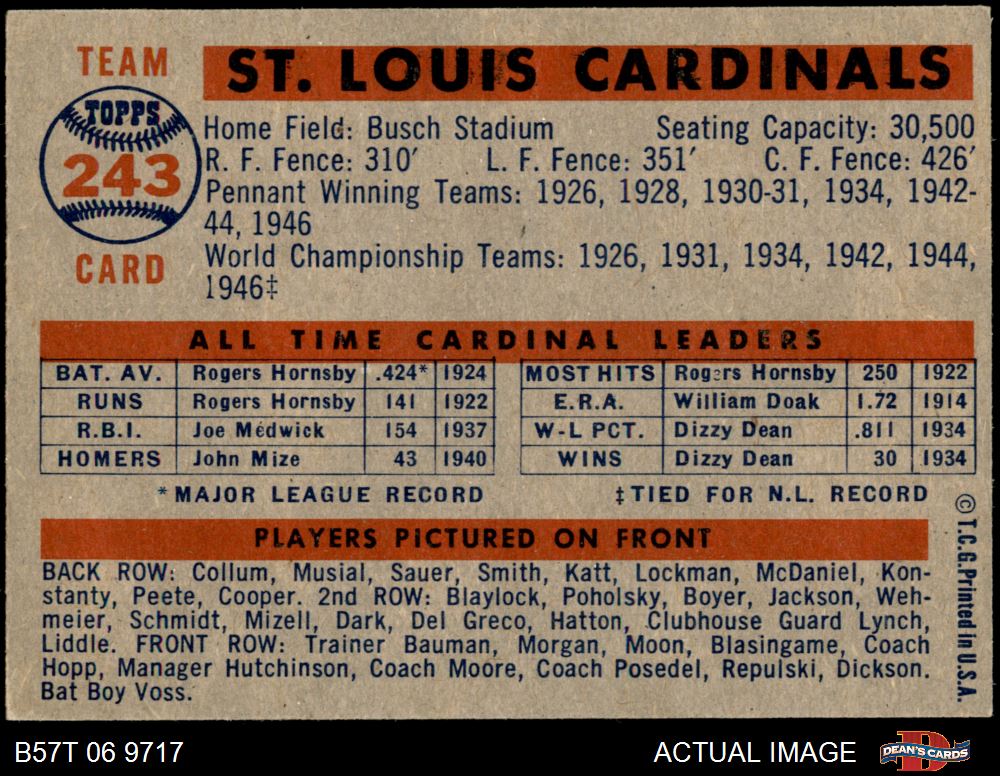 TEAM
TOPPS
243
CARD
ST. LOUIS CARDINALS
Home Field: Busch Stadium Seating Capacity: 30,500
R. F. Fence: 310′ L. F. Fence: 351′ C. F. Fence: 426′
Pennant Winning Teams: 1926, 1928, 1930-31, 1934, 1942-
44, 1946
World Championship Teams: 1926, 1931, 1934, 1942, 1944,
1946‡
ALL TIME CARDINAL LEADERS
BAT. AV. Rogers Hornsby .424* 1924 MOST HITS Rogers Hornsby 250 1922
RUNS Rogers Hornsby 141 1922 E.R.A. William Doak 1.72 1914
R.B.I. Joe Medwick 154 1937 W-L PCT. Dizzy Dean .811 1934
HOMERS John Mize 43 1940 WINS Dizzy Dean 30 1934
*MAJOR LEAGUE RECORD ‡TIED FOR N.L. RECORD
PLAYERS PICTURED ON FRONT
BACK ROW: Collum, Musial, Sauer, Smith, Katt, Lockman, McDaniel, Kon-
stanty, Peete, Cooper. 2nd ROW: Blaylock, Poholsky, Boyer, Jackson, Weh-
meier, Schmidt, Mizell, Dark, Del Greco, Hatton, Clubhouse Guard Lynch,
Liddle. FRONT ROW: Trainer Bauman, Morgan, Moon, Blasingame, Coach
Hopp, Manager Hutchinson, Coach Moore, Coach Posedel, Repulski, Dickson.
Bat Boy Voss.
© T.C.G. Printed in U.S.A.
B57T 06 9717 ACTUAL IMAGE
D
DEAN'S CARDS